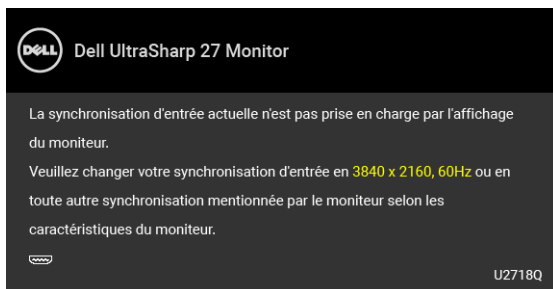 DELL Dell UltraSharp 27 Monitor
La synchronisation d'entrée actuelle n'est pas prise en charge par l'affichage
du moniteur.
Veuillez changer votre synchronisation d'entrée en 3840 x 2160, 60Hz ou en
toute autre synchronisation mentionnée par le moniteur selon les
caractéristiques du moniteur.
U2718Q